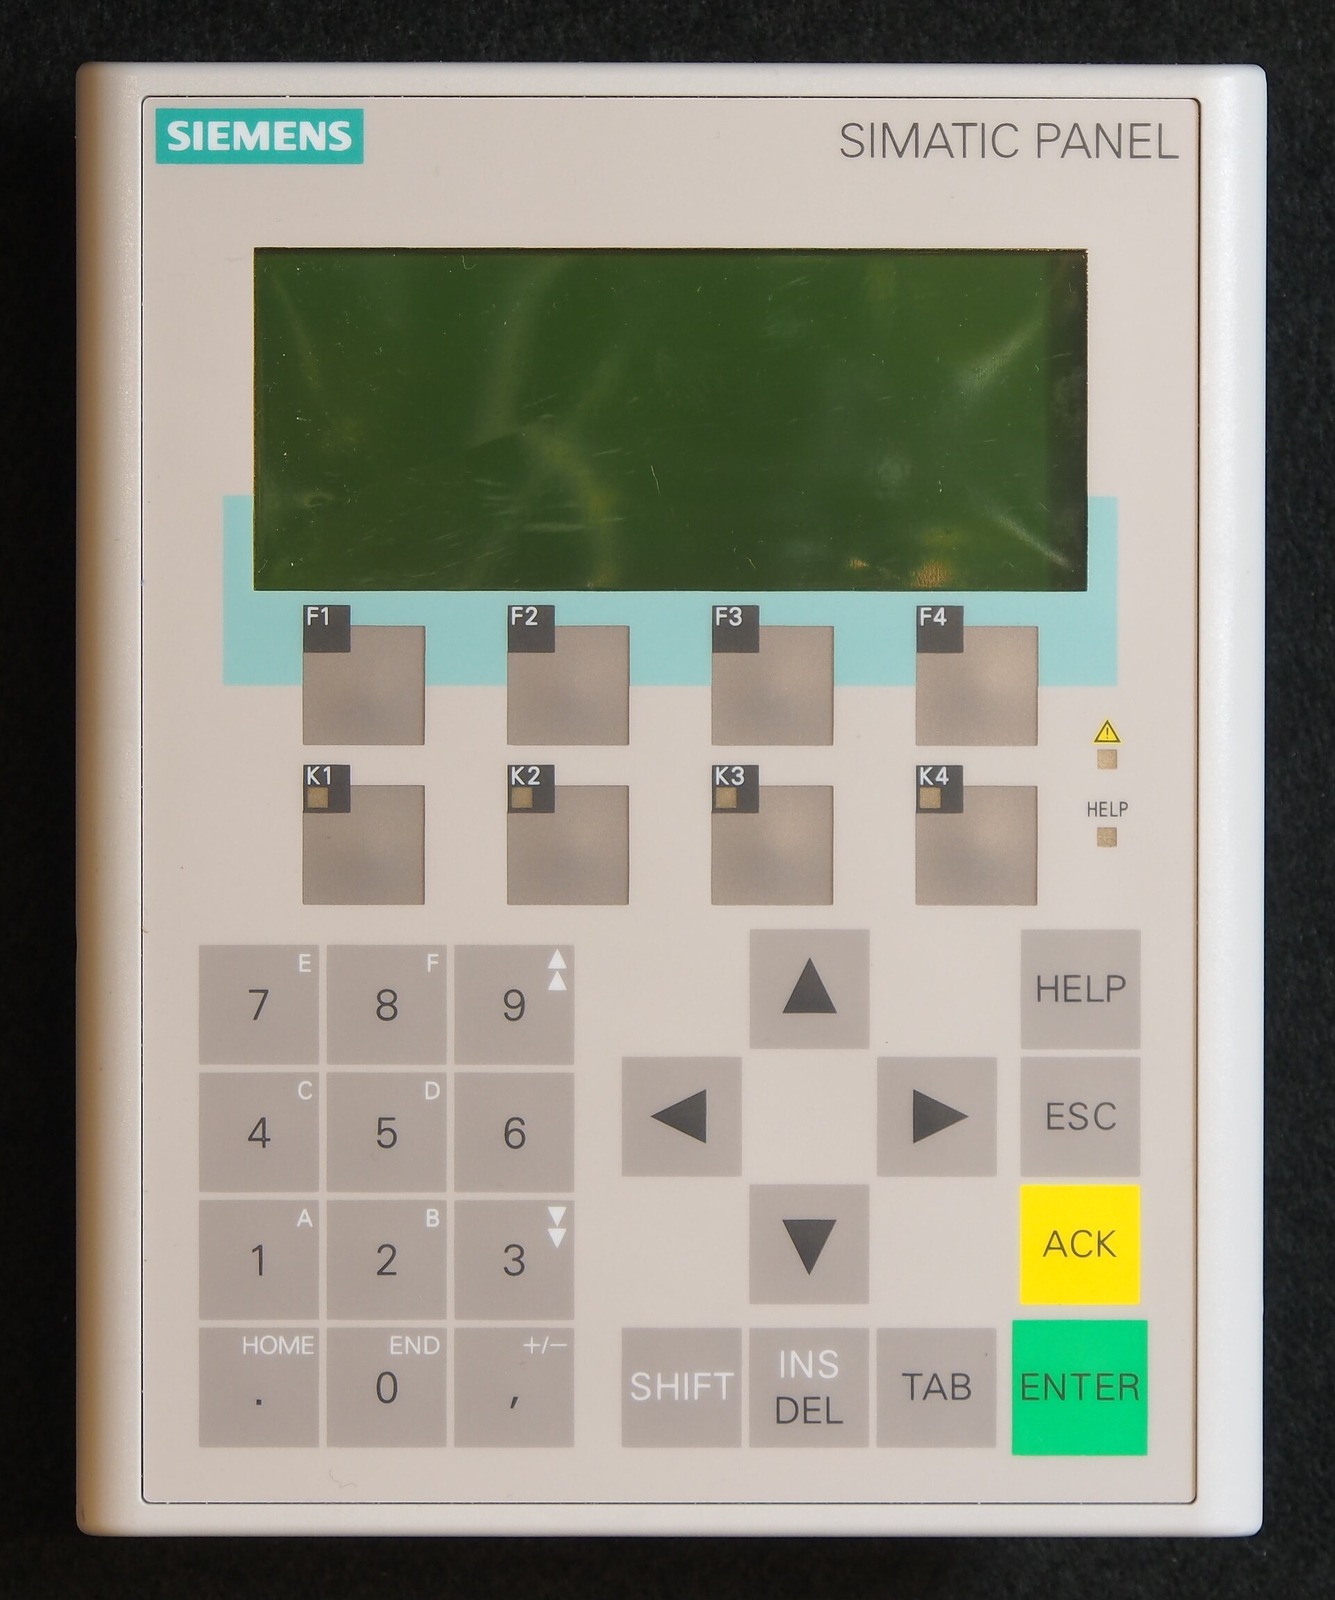 SIEMENS
SIMATIC PANEL
F1 F2 F3 F4
K1 K2 K3 K4
HELP
7 E 8 F 9
HELP
4 C 5 D 6
ESC
1 A 2 B 3
ACK
. HOME 0 END , +/−
SHIFT
INS
DEL
TAB
ENTER